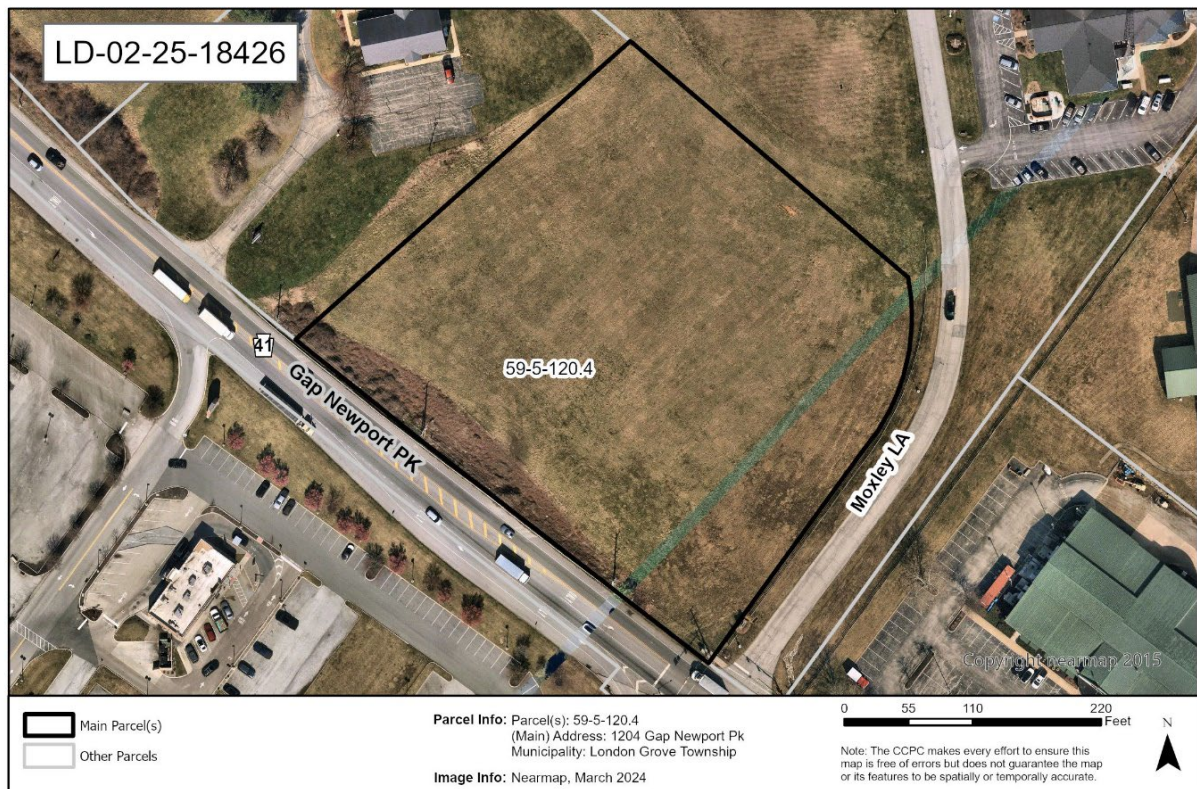 LD-02-25-18426
41
Gap Newport PK
59-5-120.4
Moxley LA
Copyright nearmap 2015
Main Parcel(s)
Other Parcels
Parcel Info: Parcel(s): 59-5-120.4
(Main) Address: 1204 Gap Newport Pk
Municipality: London Grove Township
Image Info: Nearmap, March 2024
0 55 110 220
Feet
Note: The CCPC makes every effort to ensure this
map is free of errors but does not guarantee the map
or its features to be spatially or temporally accurate.
N